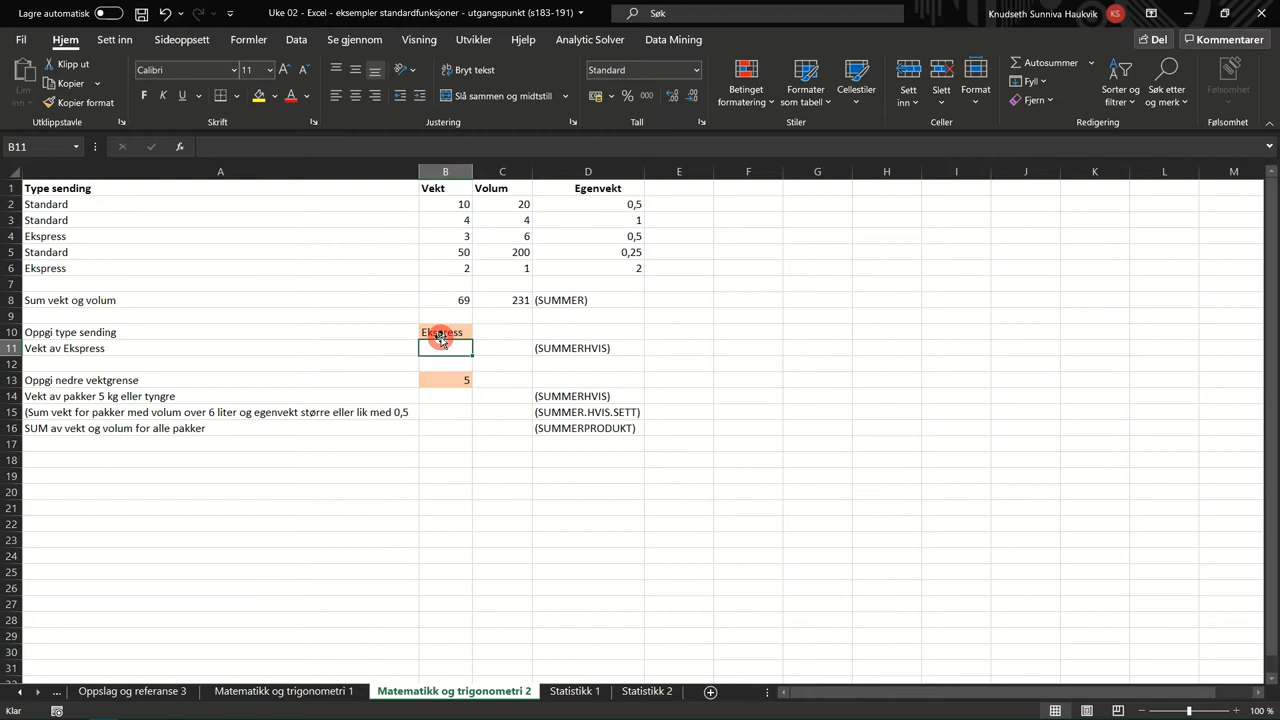 Lagre automatisk
Uke 02 - Excel - eksempler standardfunksjoner - utgangspunkt (s183-191)
Søk
Knudseth Sunniva Haukvik
KS
Fil
Hjem
Sett inn
Sideoppsett
Formler
Data
Se gjennom
Visning
Utvikler
Hjelp
Analytic Solver
Data Mining
Del
Kommentarer
Lim inn
Klipp ut
Kopier
Kopier format
Utklippstavle
Calibri
11
F
K
U
A
Skrift
Bryt tekst
Slå sammen og midtstill
Justering
Standard
%
000
Tall
Betinget formatering
Formater som tabell
Cellestiler
Stiler
Sett inn
Slett
Format
Celler
Autosummer
Fyll
Fjern
Sorter og filtrer
Søk etter og merk
Redigering
Følsomhet
Følsomhet
B11
fx
A B C D E F G H I J K L M
1 Type sending Vekt Volum Egenvekt
2 Standard 10 20 0,5
3 Standard 4 4 1
4 Ekspress 3 6 0,5
5 Standard 50 200 0,25
6 Ekspress 2 1 2
7
8 Sum vekt og volum 69 231 (SUMMER)
9
10 Oppgi type sending Ekspress
11 Vekt av Ekspress (SUMMERHVIS)
12
13 Oppgi nedre vektgrense 5
14 Vekt av pakker 5 kg eller tyngre (SUMMERHVIS)
15 (Sum vekt for pakker med volum over 6 liter og egenvekt større eller lik med 0,5 (SUMMER.HVIS.SETT)
16 SUM av vekt og volum for alle pakker (SUMMERPRODUKT)
17
18
19
20
21
22
23
24
25
26
27
28
29
30
31
...
Oppslag og referanse 3
Matematikk og trigonometri 1
Matematikk og trigonometri 2
Statistikk 1
Statistikk 2
Klar
100 %